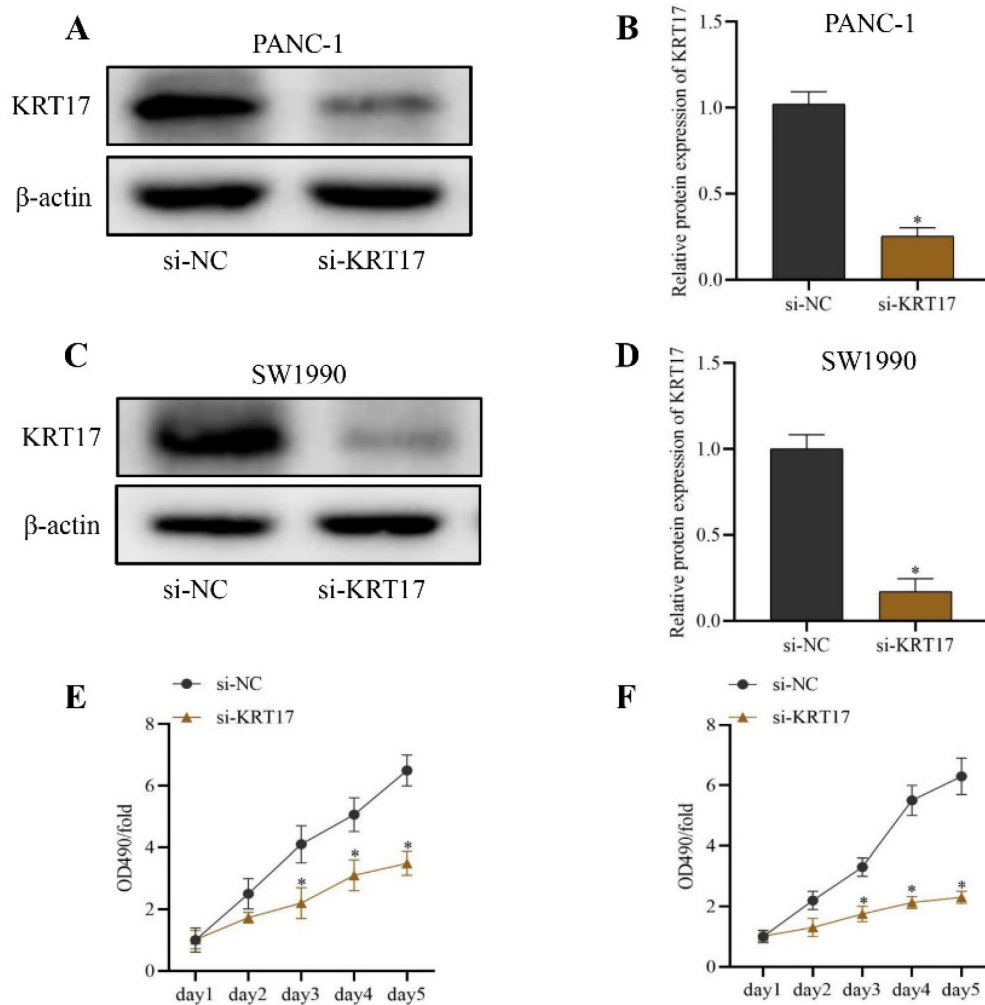 A
PANC-1
KRT17
β-actin
si-NC si-KRT17
B
PANC-1
Relative protein expression of KRT17
1.5
1.0
0.5
0.0
si-NC si-KRT17
*
C
SW1990
KRT17
β-actin
si-NC si-KRT17
D
SW1990
Relative protein expression of KRT17
1.5
1.0
0.5
0.0
si-NC si-KRT17
*
E
si-NC
si-KRT17
OD490/fold
8
6
4
2
0
* * *
day1 day2 day3 day4 day5
F
si-NC
si-KRT17
OD490/fold
8
6
4
2
0
* * *
day1 day2 day3 day4 day5